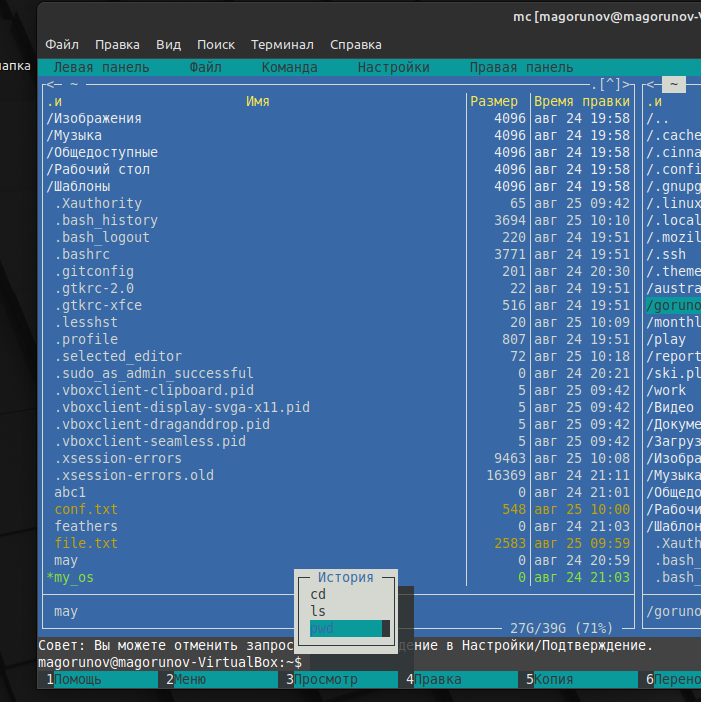 апка
mc [magorunov@magorunov-V
Файл Правка Вид Поиск Терминал Справка
Левая панель Файл Команда Настройки Правая панель
<─ ~ .[^]> <─ ~
.и Имя Размер Время правки .и
/Изображения 4096 авг 24 19:58 /..
/Музыка 4096 авг 24 19:58 /.cache
/Общедоступные 4096 авг 24 19:58 /.cinna
/Рабочий стол 4096 авг 24 19:58 /.confi
/Шаблоны 4096 авг 24 19:58 /.gnupg
.Xauthority 65 авг 25 09:42 /.linux
.bash_history 3694 авг 25 10:10 /.local
.bash_logout 220 авг 24 19:51 /.mozil
.bashrc 3771 авг 24 19:51 /.ssh
.gitconfig 201 авг 24 20:30 /.theme
.gtkrc-2.0 22 авг 24 19:51 /austra
.gtkrc-xfce 516 авг 24 19:51 /goruno
.lesshst 20 авг 25 10:09 /monthl
.profile 807 авг 24 19:51 /play
.selected_editor 72 авг 25 10:18 /report
.sudo_as_admin_successful 0 авг 24 20:21 /ski.pl
.vboxclient-clipboard.pid 5 авг 25 09:42 /work
.vboxclient-display-svga-x11.pid 5 авг 25 09:42 /Видео
.vboxclient-draganddrop.pid 5 авг 25 09:42 /Докуме
.vboxclient-seamless.pid 5 авг 25 09:42 /Загруз
.xsession-errors 9463 авг 25 10:08 /Изобра
.xsession-errors.old 16369 авг 24 21:11 /Музыка
abc1 0 авг 24 21:01 /Общедо
conf.txt 548 авг 25 10:00 /Рабочи
feathers 0 авг 24 21:03 /Шаблон
file.txt 2583 авг 25 09:59 .Xauth
may 0 авг 24 20:59 .bash_
*my_os 0 авг 24 21:03 .bash_
История
cd
ls
pwd
may /goruno
27G/39G (71%)
Совет: Вы можете отменить запрос дение в Настройки/Подтверждение.
magorunov@magorunov-VirtualBox:~$
1Помощь 2Меню 3Просмотр 4Правка 5Копия 6Перено